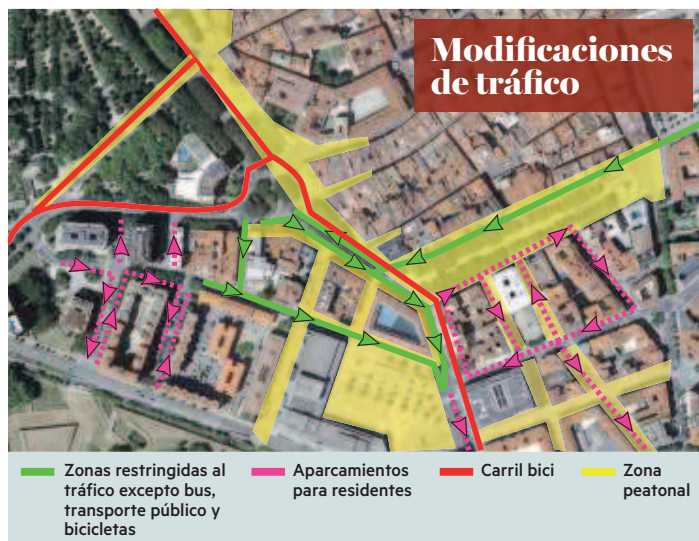 Modificaciones
de tráfico
Zonas restringidas al
tráfico excepto bus,
transporte público y
bicicletas
Aparcamientos
para residentes
Carril bici
Zona
peatonal